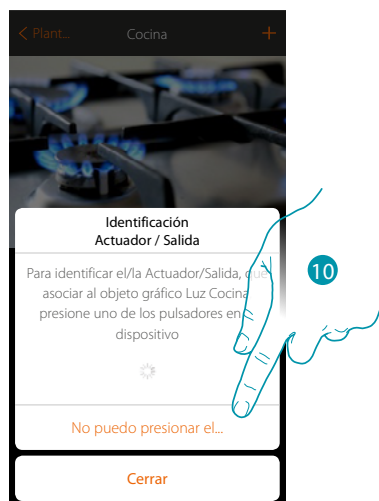 < Plant...
Cocina
+
Identificación
Actuador / Salida
Para identificar el/la Actuador/Salida, que
asociar al objeto gráfico Luz Cocina
presione uno de los pulsadores en
dispositivo
No puedo presionar el...
Cerrar
10